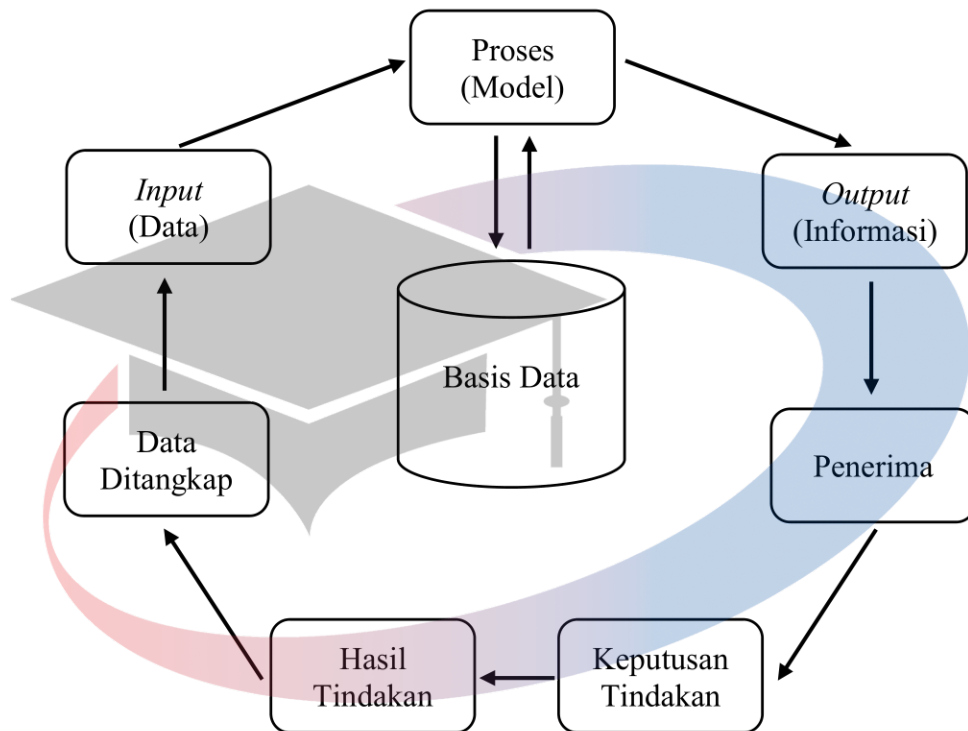 Proses
(Model)
Input
(Data)
Output
(Informasi)
Basis Data
Data
Ditangkap
Penerima
Hasil
Tindakan
Keputusan
Tindakan